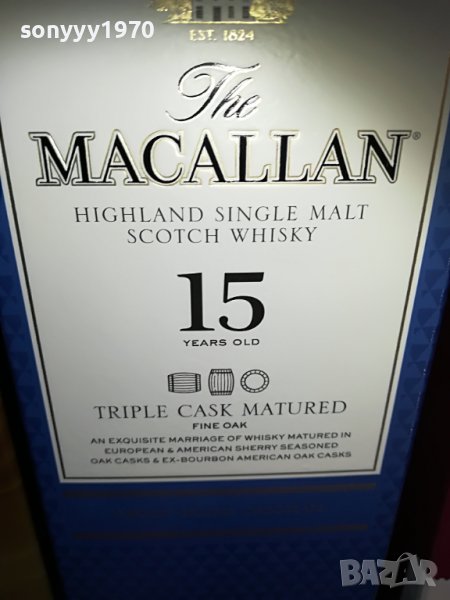 sonyyy1970
EST. 1824
The
MACALLAN®
HIGHLAND SINGLE MALT
SCOTCH WHISKY
15
YEARS OLD
TRIPLE CASK MATURED
FINE OAK
AN EXQUISITE MARRIAGE OF WHISKY MATURED IN
EUROPEAN & AMERICAN SHERRY SEASONED
OAK CASKS & EX-BOURBON AMERICAN OAK CASKS
BAZAR